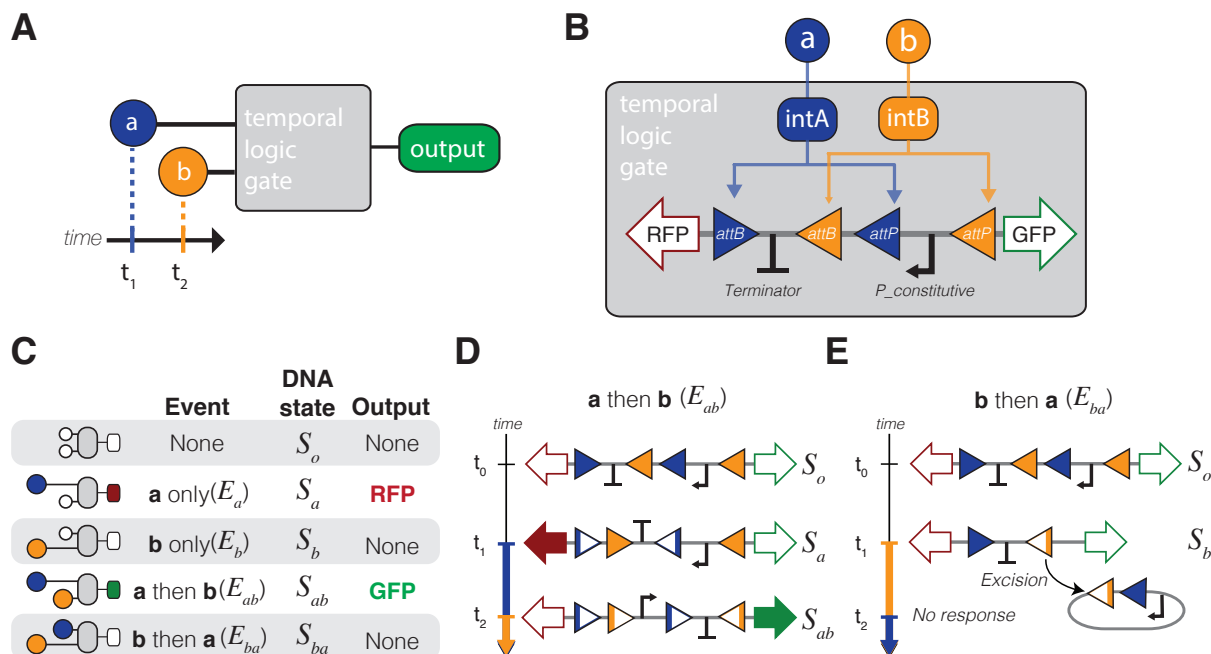 A
a
b
temporal
logic
gate
output
time
t1
t2
B
a
b
temporal
logic
gate
intA
intB
RFP
attB
attB
attP
attP
GFP
Terminator
P_constitutive
C
Event
DNA
state
Output
None
So
None
a only(Ea)
Sa
RFP
b only(Eb)
Sb
None
a then b(Eab)
Sab
GFP
b then a(Eba)
Sba
None
D
a then b (Eab)
time
t0
So
t1
Sa
t2
Sab
E
b then a (Eba)
time
t0
So
t1
Sb
Excision
No response
t2